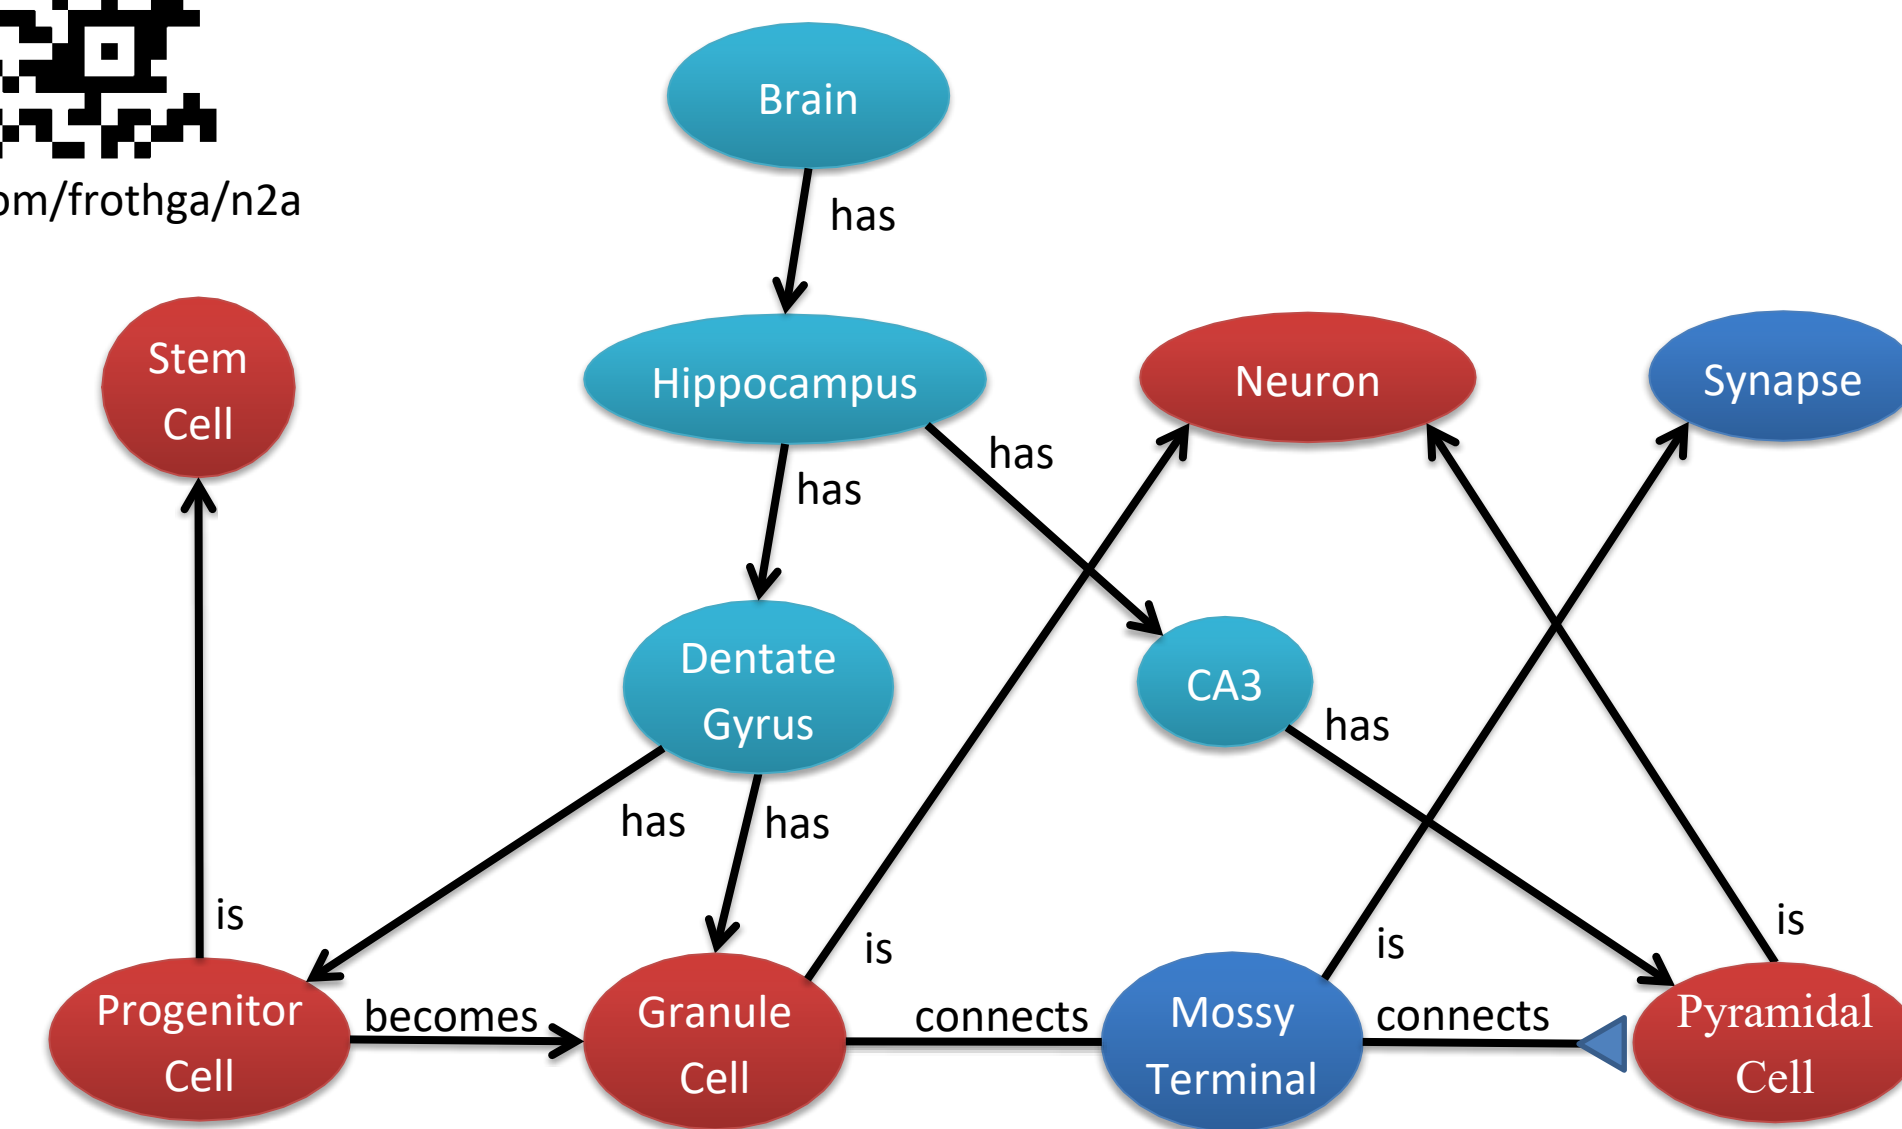 Brain
om/frothga/n2a
has
Stem
Cell
Hippocampus
Neuron
Synapse
has
has
Dentate
Gyrus
CA3
has
has
has
is
is
is
is
Progenitor
Cell
becomes
Granule
Cell
connects
Mossy
Terminal
connects
Pyramidal
Cell